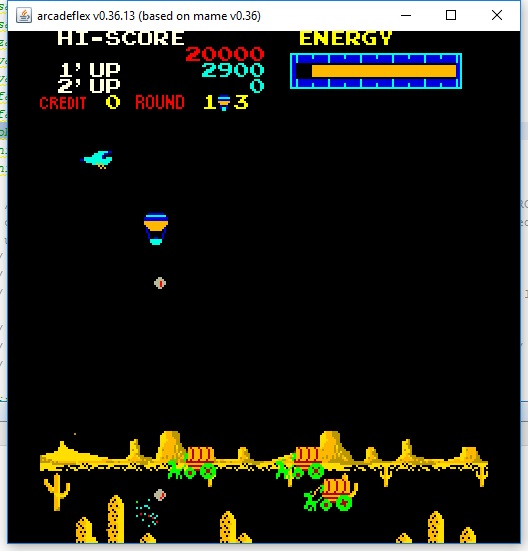 arcadeflex v0.36.13 (based on mame v0.36)
HI-SCORE ENERGY
20000
1' UP 2900
2' UP 0
CREDIT 0 ROUND 1 3